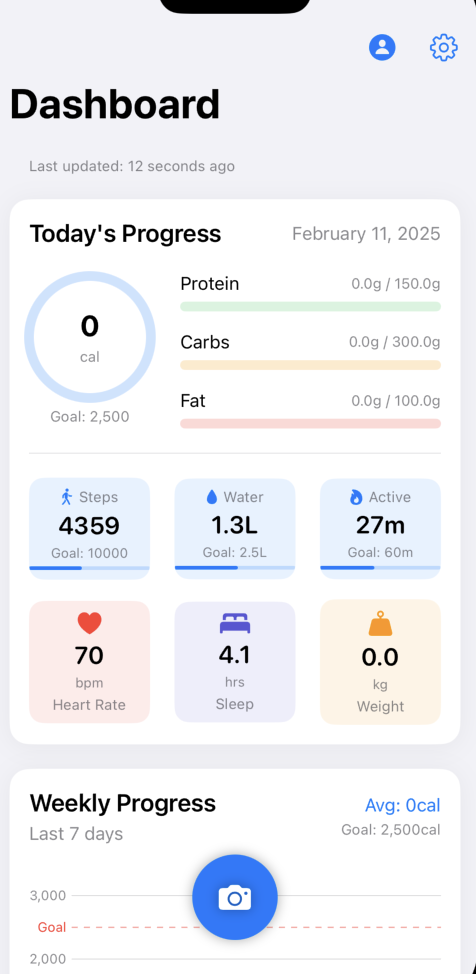 Dashboard
Last updated: 12 seconds ago
Today's Progress
February 11, 2025
0
cal
Goal: 2,500
Protein
0.0g / 150.0g
Carbs
0.0g / 300.0g
Fat
0.0g / 100.0g
Steps
4359
Goal: 10000
Water
1.3L
Goal: 2.5L
Active
27m
Goal: 60m
70
bpm
Heart Rate
4.1
hrs
Sleep
0.0
kg
Weight
Weekly Progress
Avg: 0cal
Last 7 days
Goal: 2,500cal
3,000
Goal
2,000